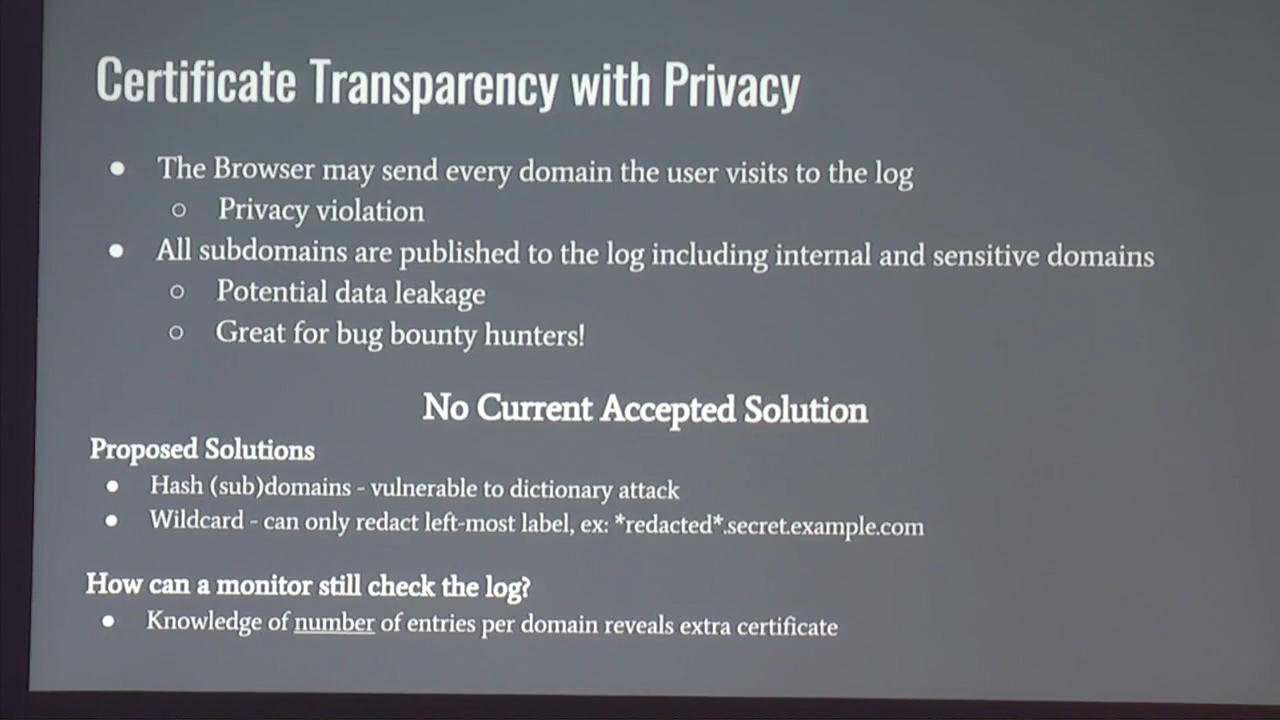 Certificate Transparency with Privacy
● The Browser may send every domain the user visits to the log
○ Privacy violation
● All subdomains are published to the log including internal and sensitive domains
○ Potential data leakage
○ Great for bug bounty hunters!
No Current Accepted Solution
Proposed Solutions
● Hash (sub)domains - vulnerable to dictionary attack
● Wildcard - can only redact left-most label, ex: *redacted*.secret.example.com
How can a monitor still check the log?
● Knowledge of number of entries per domain reveals extra certificate